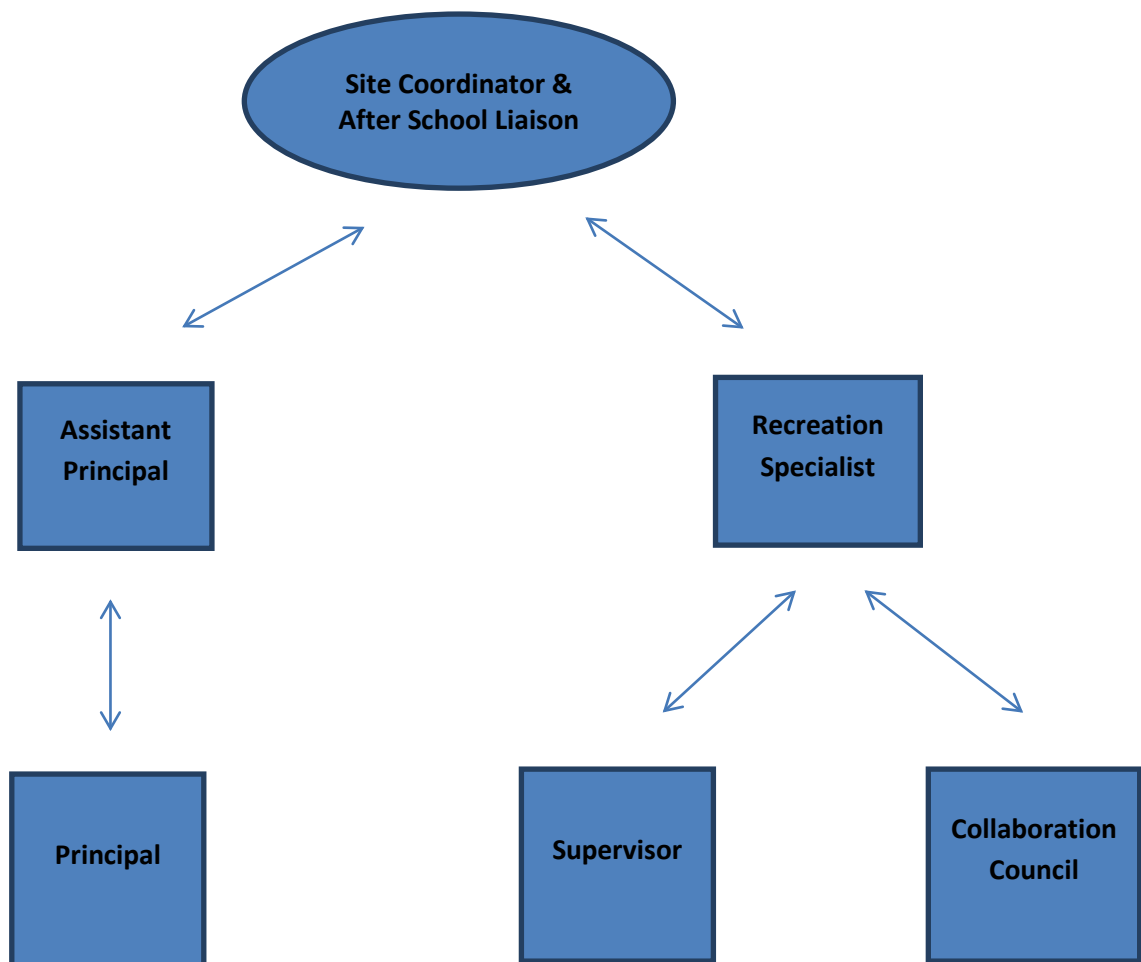 Site Coordinator &
After School Liaison
Assistant
Principal
Recreation
Specialist
Principal
Supervisor
Collaboration
Council